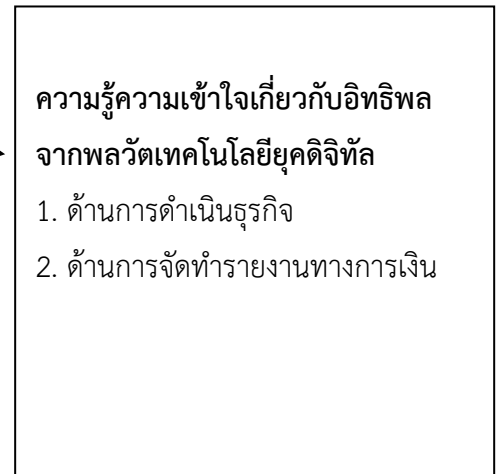 ความรู้ความเข้าใจเกี่ยวกับอิทธิพล
จากพลวัตเทคโนโลยียุคดิจิทัล
1. ด้านการดำเนินธุรกิจ
2. ด้านการจัดทำรายงานทางการเงิน